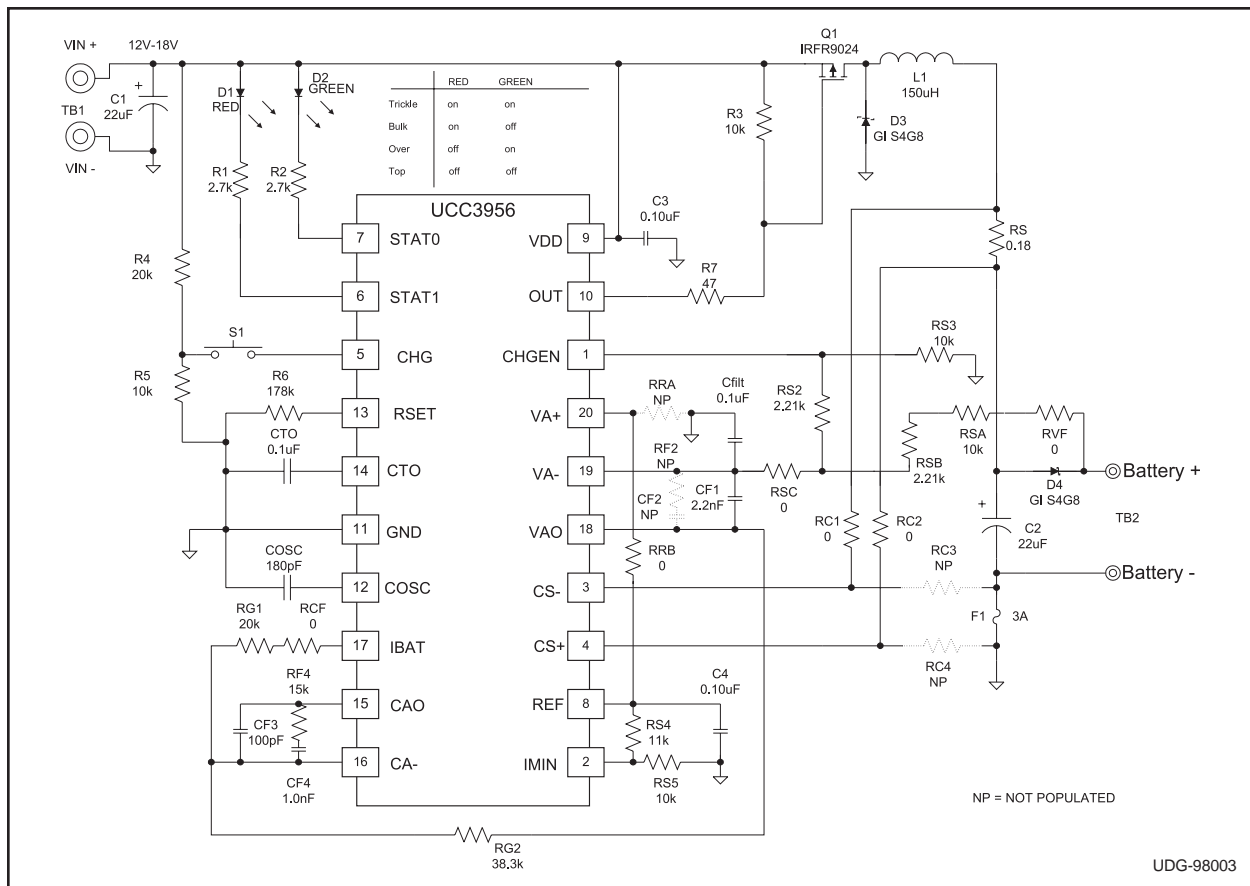 VIN +
12V-18V
TB1
VIN -
C1
22uF
+
D1
RED
D2
GREEN
RED GREEN
Trickle on on
Bulk on off
Over off on
Top off off
Q1
IRFR9024
L1
150uH
R3
10k
D3
GI S4G8
R1
2.7k
R2
2.7k
UCC3956
C3
0.10uF
RS
0.18
R4
20k
R7
47
7 STAT0
VDD 9
6 STAT1
OUT 10
S1
5 CHG
CHGEN 1
RS3
10k
R5
10k
R6
178k
13 RSET
VA+ 20
RRA
NP
Cfilt
0.1uF
RS2
2.21k
RSA
10k
RVF
0
CTO
0.1uF
14 CTO
VA- 19
RF2
NP
CF2
NP
CF1
2.2nF
RSC
0
RSB
2.21k
D4
GI S4G8
Battery +
TB2
11 GND
VAO 18
RC1
0
RC2
0
+
C2
22uF
COSC
180pF
12 COSC
RRB
0
CS- 3
RC3
NP
Battery -
F1 3A
RG1
20k
RCF
0
17 IBAT
CS+ 4
RC4
NP
RF4
15k
15 CAO
REF 8
C4
0.10uF
CF3
100pF
RS4
11k
16 CA-
IMIN 2
CF4
1.0nF
RS5
10k
NP = NOT POPULATED
RG2
38.3k
UDG-98003